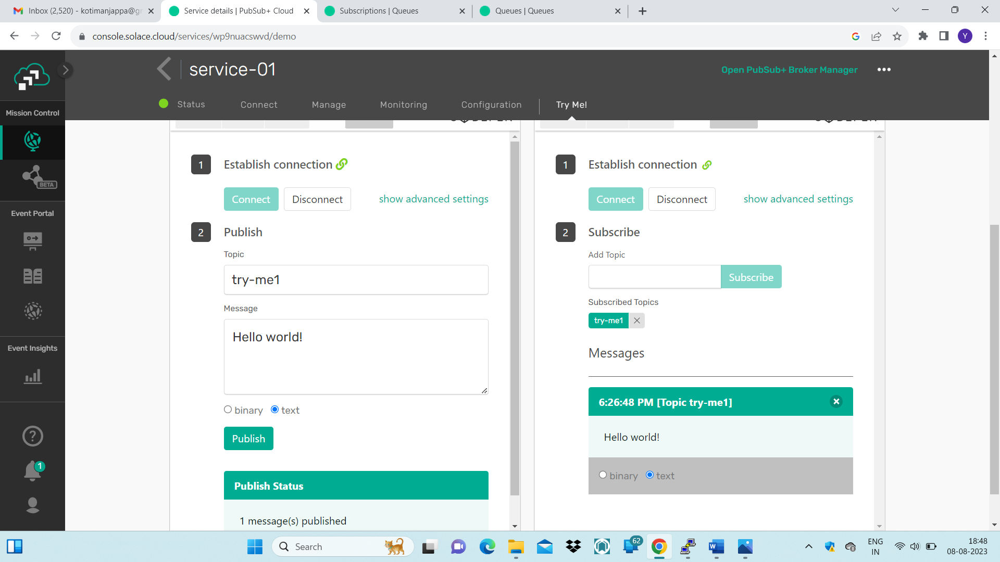 Inbox (2,520) - kotimanjappa@gr
Service details | PubSub+ Cloud
Subscriptions | Queues
Queues | Queues
console.solace.cloud/services/wp9nuacswvd/demo
Y
service-01
Open PubSub+ Broker Manager
Status
Connect
Manage
Monitoring
Configuration
Try Me!
Mission Control
BETA
Event Portal
Event Insights
1
1
Establish connection
Connect
Disconnect
show advanced settings
2
Publish
Topic
try-me1
Message
Hello world!
binary
text
Publish
Publish Status
1 message(s) published
1
Establish connection
Connect
Disconnect
show advanced settings
2
Subscribe
Add Topic
Subscribe
Subscribed Topics
try-me1
Messages
6:26:48 PM [Topic try-me1]
Hello world!
binary
text
Search
62
ENG
IN
18:48
08-08-2023